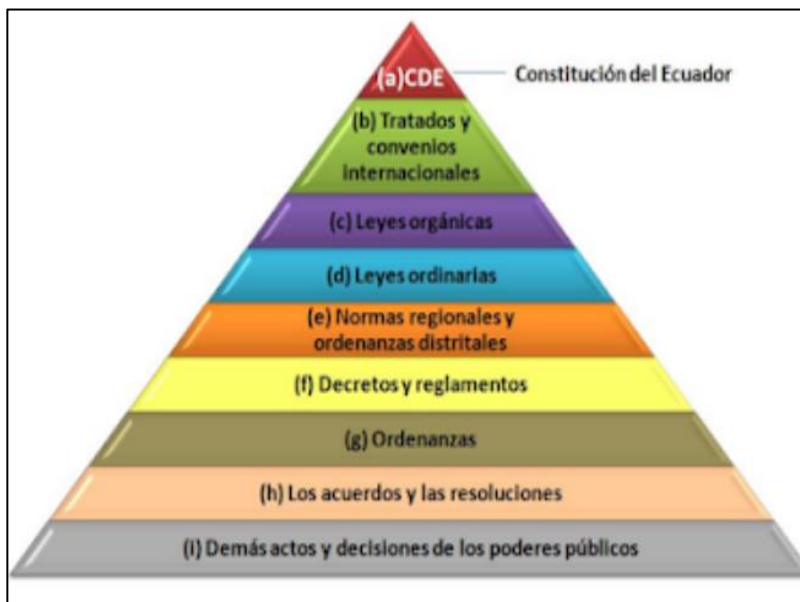 (a)CDE
Constitución del Ecuador
(b) Tratados y
convenios
internacionales
(c) Leyes orgánicas
(d) Leyes ordinarias
(e) Normas regionales y
ordenanzas distritales
(f) Decretos y reglamentos
(g) Ordenanzas
(h) Los acuerdos y las resoluciones
(i) Demás actos y decisiones de los poderes públicos